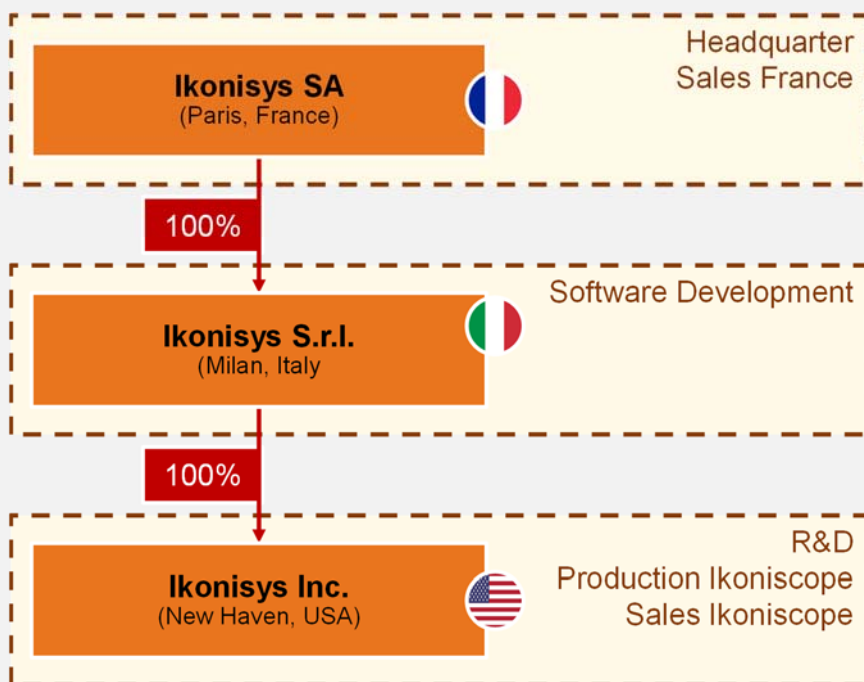 Headquarter
Sales France
Ikonisys SA
(Paris, France)
100%
Software Development
Ikonisys S.r.l.
(Milan, Italy
100%
R&D
Production Ikoniscope
Sales Ikoniscope
Ikonisys Inc.
(New Haven, USA)